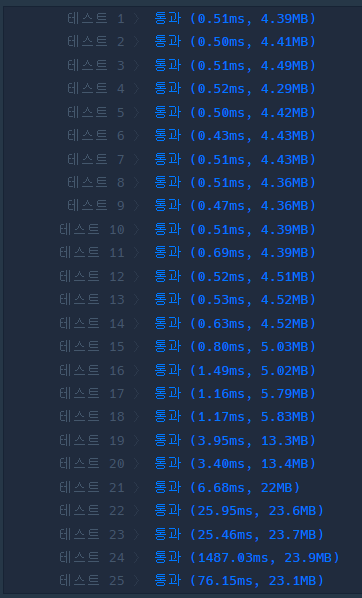 테스트 1 > 통과 (0.51ms, 4.39MB)
테스트 2 > 통과 (0.50ms, 4.41MB)
테스트 3 > 통과 (0.51ms, 4.49MB)
테스트 4 > 통과 (0.52ms, 4.29MB)
테스트 5 > 통과 (0.50ms, 4.42MB)
테스트 6 > 통과 (0.43ms, 4.43MB)
테스트 7 > 통과 (0.51ms, 4.43MB)
테스트 8 > 통과 (0.51ms, 4.36MB)
테스트 9 > 통과 (0.47ms, 4.36MB)
테스트 10 > 통과 (0.51ms, 4.39MB)
테스트 11 > 통과 (0.69ms, 4.39MB)
테스트 12 > 통과 (0.52ms, 4.51MB)
테스트 13 > 통과 (0.53ms, 4.52MB)
테스트 14 > 통과 (0.63ms, 4.52MB)
테스트 15 > 통과 (0.80ms, 5.03MB)
테스트 16 > 통과 (1.49ms, 5.02MB)
테스트 17 > 통과 (1.16ms, 5.79MB)
테스트 18 > 통과 (1.17ms, 5.83MB)
테스트 19 > 통과 (3.95ms, 13.3MB)
테스트 20 > 통과 (3.40ms, 13.4MB)
테스트 21 > 통과 (6.68ms, 22MB)
테스트 22 > 통과 (25.95ms, 23.6MB)
테스트 23 > 통과 (25.46ms, 23.7MB)
테스트 24 > 통과 (1487.03ms, 23.9MB)
테스트 25 > 통과 (76.15ms, 23.1MB)